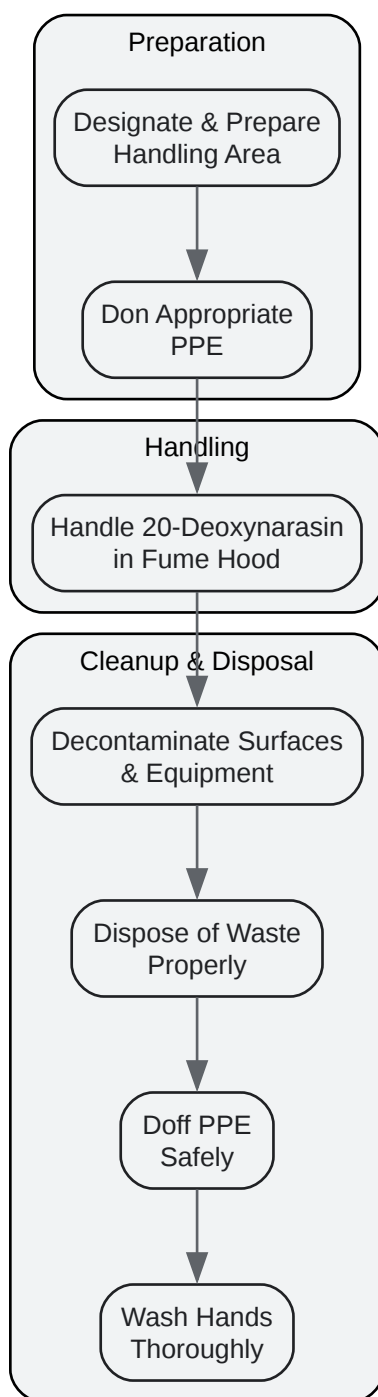 Preparation
Designate & Prepare
Handling Area
Don Appropriate
PPE
Handling
Handle 20-Deoxynarasin
in Fume Hood
Cleanup & Disposal
Decontaminate Surfaces
& Equipment
Dispose of Waste
Properly
Doff PPE
Safely
Wash Hands
Thoroughly